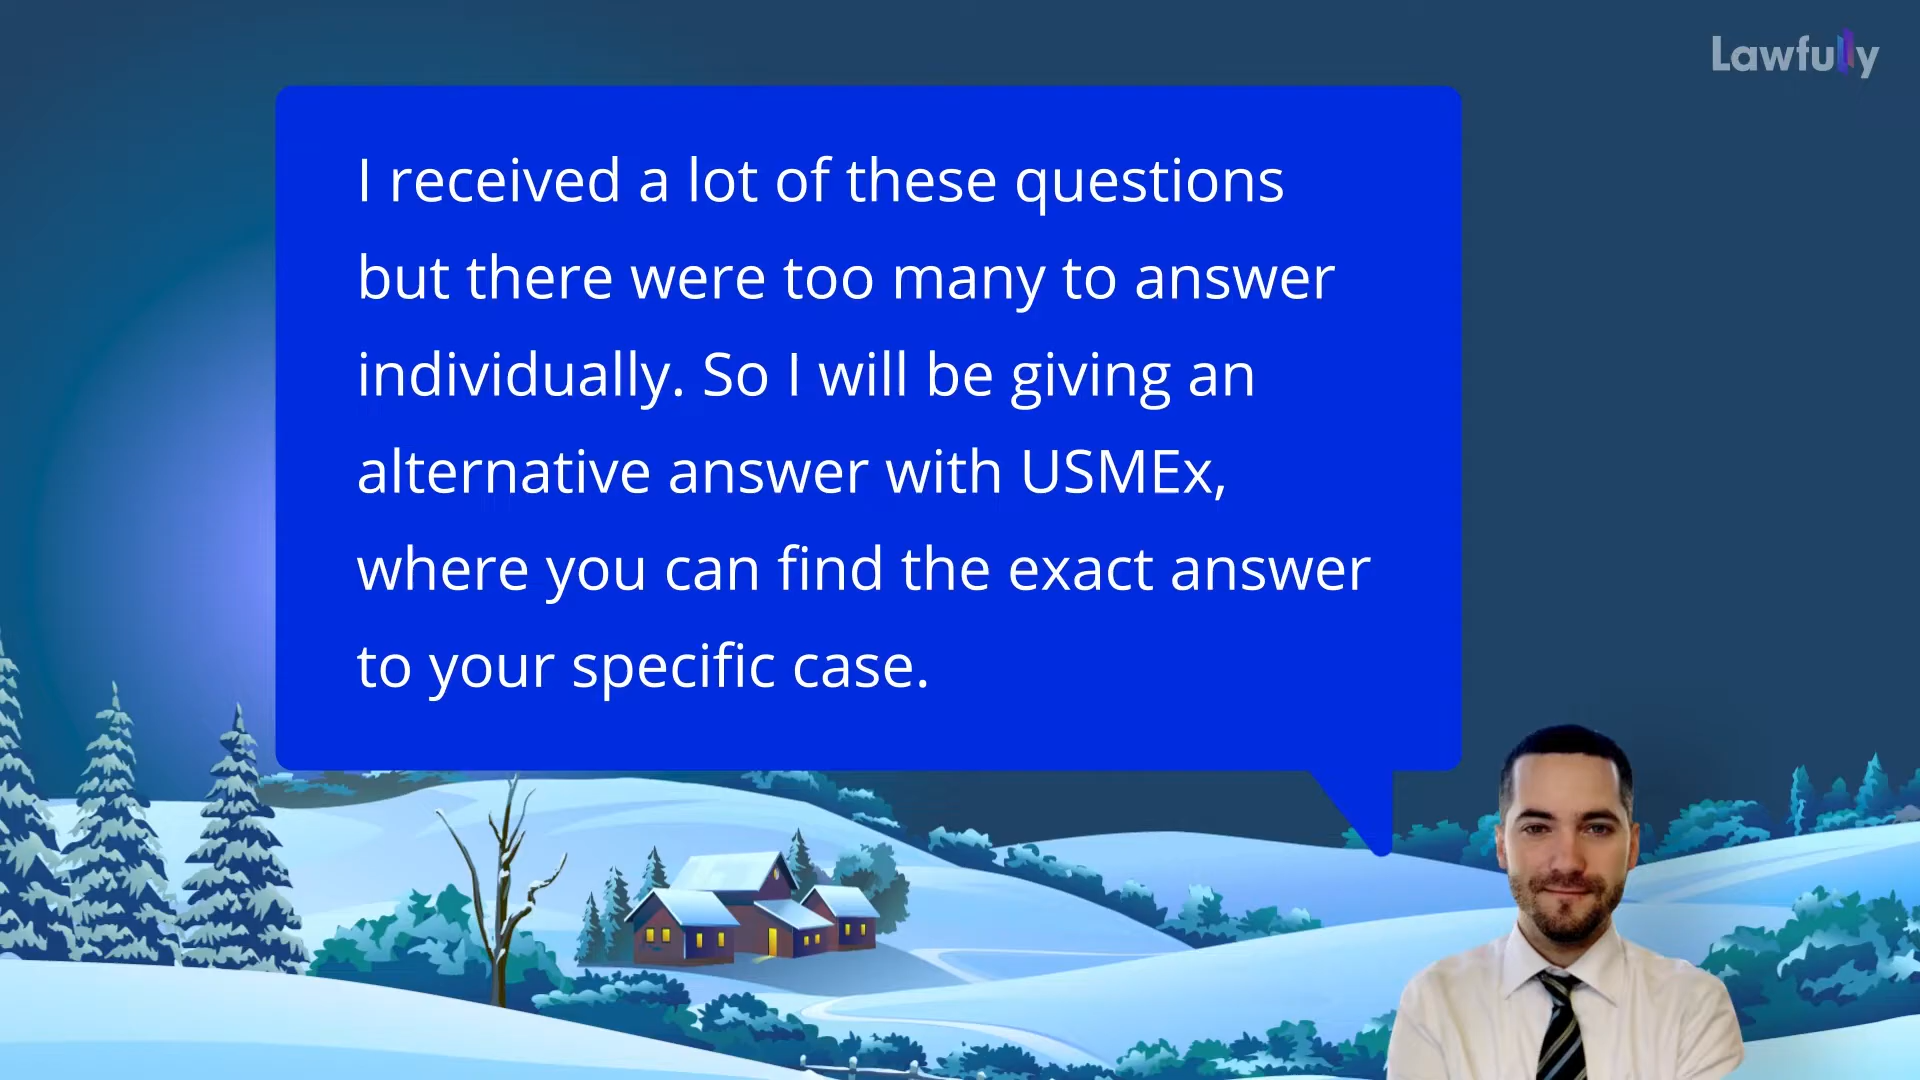 Lawfully
I received a lot of these questions
but there were too many to answer
individually. So I will be giving an
alternative answer with USMEx,
where you can find the exact answer
to your specific case.